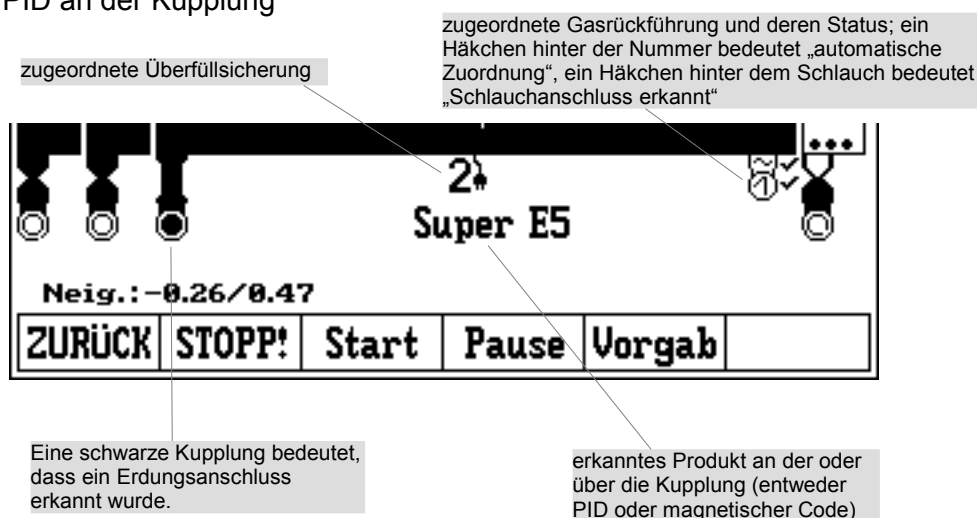 PID an der Kupplung
zugeordnete Gasrückführung und deren Status; ein
Häkchen hinter der Nummer bedeutet „automatische
Zuordnung“, ein Häkchen hinter dem Schlauch bedeutet
„Schlauchanschluss erkannt“
zugeordnete Überfüllsicherung
2
1
Super E5
Neig.:-0.26/0.47
ZURÜCK STOPP! Start Pause Vorgab
Eine schwarze Kupplung bedeutet,
dass ein Erdungsanschluss
erkannt wurde.
erkanntes Produkt an der oder
über die Kupplung (entweder
PID oder magnetischer Code)